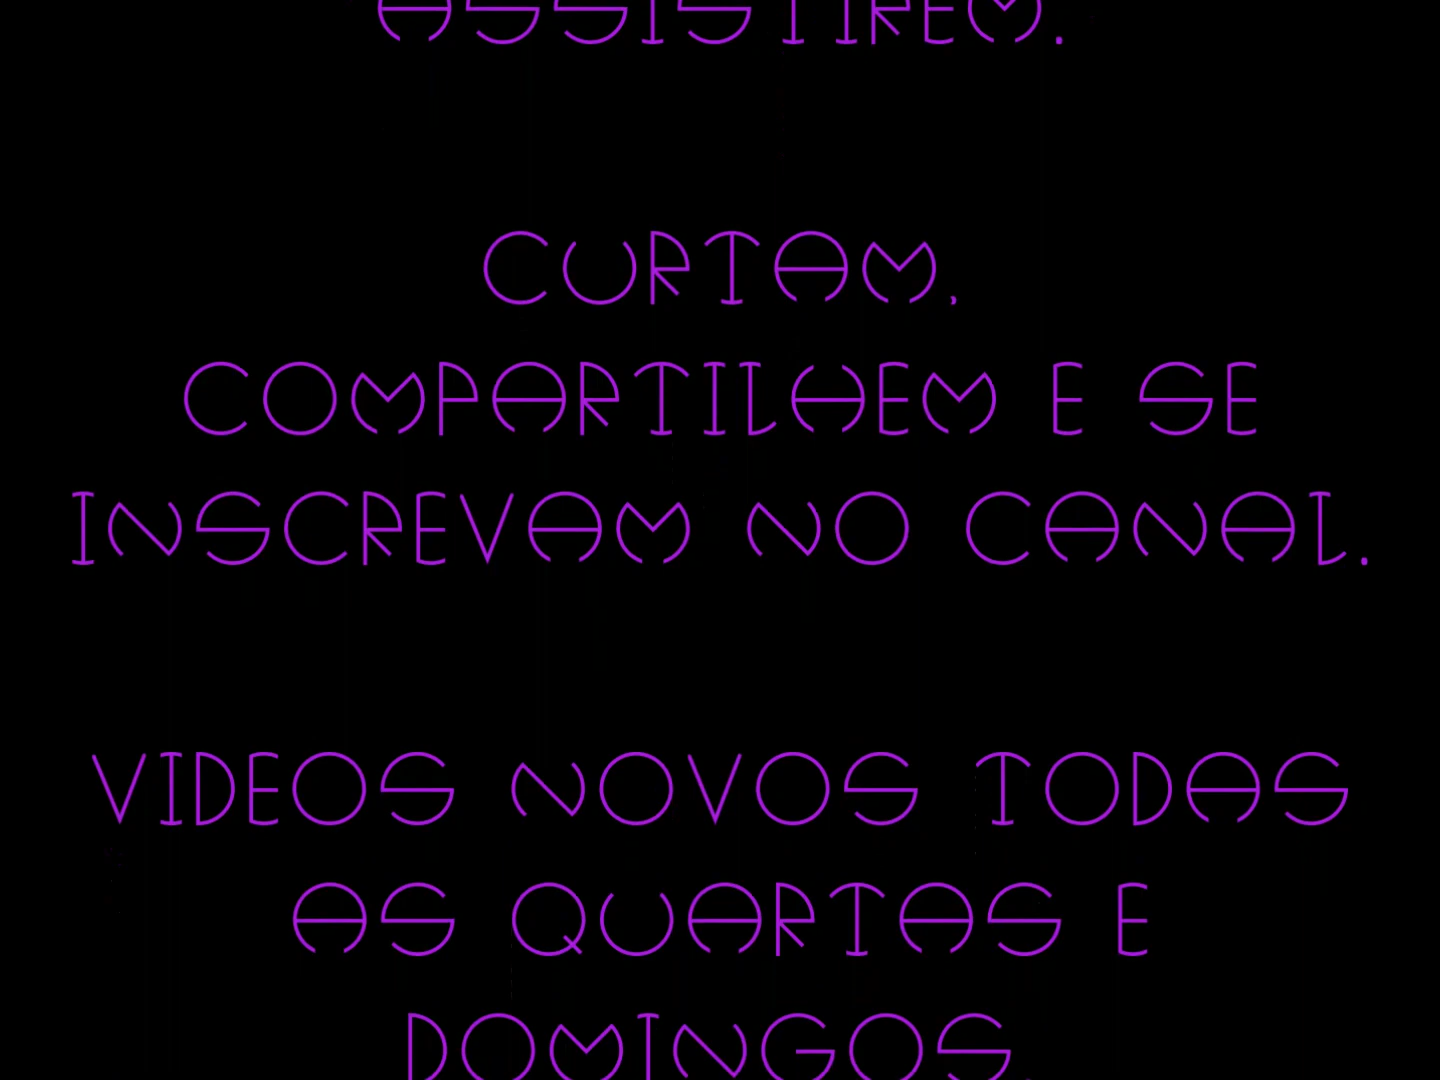 ASSISTIREM.
CURTAM,
COMPARTILHEM E SE
INSCREVAM NO CANAL.
VIDEOS NOVOS TODAS
AS QUARTAS E
DOMINGOS.